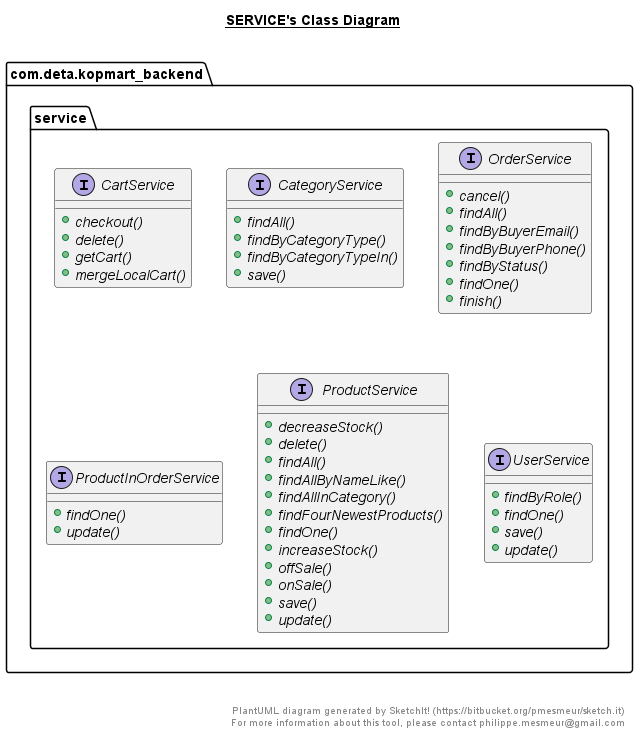 SERVICE's Class Diagram
com.deta.kopmart_backend
service
I CartService
checkout()
delete()
getCart()
mergeLocalCart()
I CategoryService
findAll()
findByCategoryType()
findByCategoryTypeIn()
save()
I OrderService
cancel()
findAll()
findByBuyerEmail()
findByBuyerPhone()
findByStatus()
findOne()
finish()
I ProductInOrderService
findOne()
update()
I ProductService
decreaseStock()
delete()
findAll()
findAllByNameLike()
findAllInCategory()
findFourNewestProducts()
findOne()
increaseStock()
offSale()
onSale()
save()
update()
I UserService
findByRole()
findOne()
save()
update()
PlantUML diagram generated by SketchIt! (https://bitbucket.org/pmesmeur/sketch.it)
For more information about this tool, please contact philippe.mesmeur@gmail.com